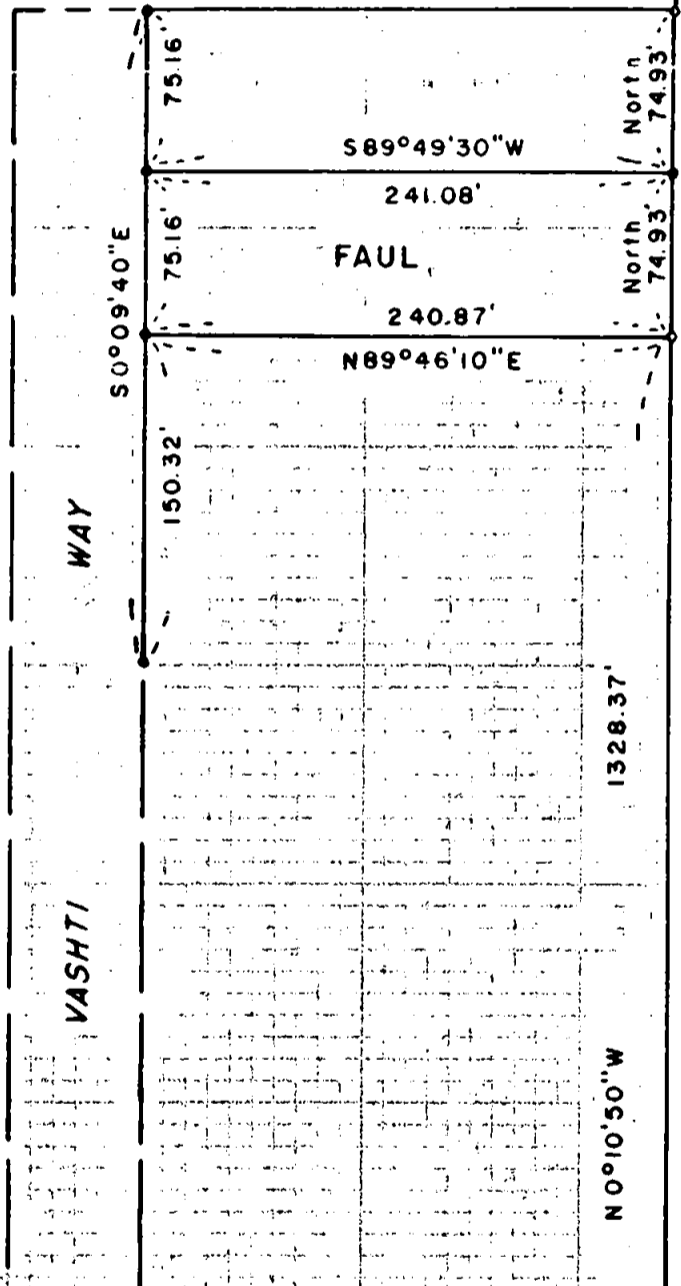 75.16'
North
74.93'
S89°49'30"W
241.08'
S0°09'40"E
75.16'
FAUL
North
74.93'
240.87'
N89°46'10"E
150.32'
WAY
1328.37'
VASHTI
N0°10'50"W